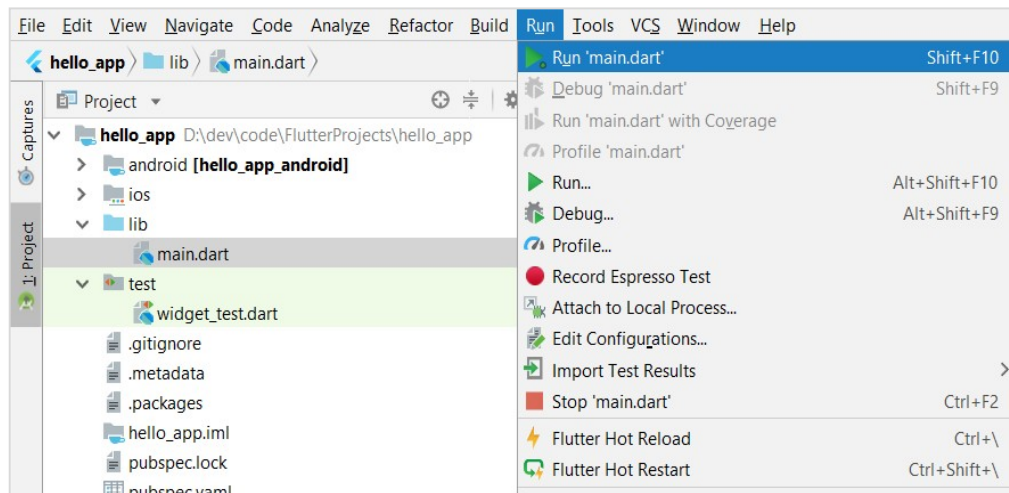 File Edit View Navigate Code Analyze Refactor Build Run Tools VCS Window Help
hello_app lib main.dart
Project
hello_app D:\dev\code\FlutterProjects\hello_app
android [hello_app_android]
ios
lib
main.dart
test
widget_test.dart
.gitignore
.metadata
.packages
hello_app.iml
pubspec.lock
pubspec.yaml
Captures
1: Project
Run 'main.dart' Shift+F10
Debug 'main.dart' Shift+F9
Run 'main.dart' with Coverage
Profile 'main.dart'
Run... Alt+Shift+F10
Debug... Alt+Shift+F9
Profile...
Record Espresso Test
Attach to Local Process...
Edit Configurations...
Import Test Results
Stop 'main.dart' Ctrl+F2
Flutter Hot Reload Ctrl+\
Flutter Hot Restart Ctrl+Shift+\